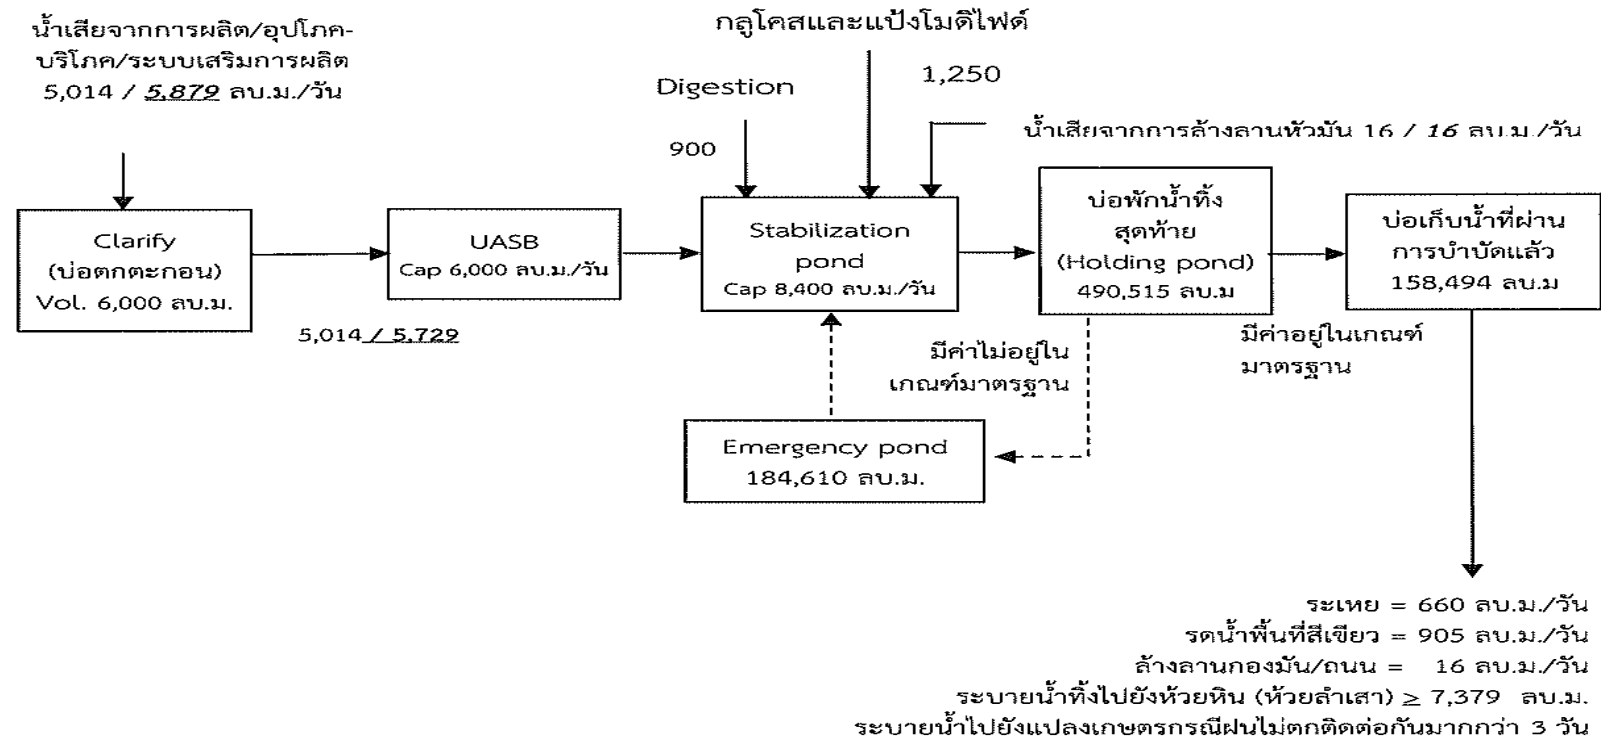 น้ำเสียจากการผลิต/อุปโภค-
บริโภค/ระบบเสริมการผลิต
5,014 / 5,879 ลบ.ม./วัน
กลูโคสและแป้งโมดิไฟด์
1,250
Digestion
900
น้ำเสียจากการล้างลานหัวมัน 16 / 16 ลบ.ม./วัน
Clarify
(บ่อตกตะกอน)
Vol. 6,000 ลบ.ม.
5,014 / 5,729
UASB
Cap 6,000 ลบ.ม./วัน
Stabilization
pond
Cap 8,400 ลบ.ม./วัน
บ่อพักน้ำทิ้ง
สุดท้าย
(Holding pond)
490,515 ลบ.ม
บ่อเก็บน้ำที่ผ่าน
การบำบัดแล้ว
158,494 ลบ.ม
มีค่าไม่อยู่ใน
เกณฑ์มาตรฐาน
มีค่าอยู่ในเกณฑ์
มาตรฐาน
Emergency pond
184,610 ลบ.ม.
ระเหย = 660 ลบ.ม./วัน
รดน้ำพื้นที่สีเขียว = 905 ลบ.ม./วัน
ล้างลานกองมัน/ถนน = 16 ลบ.ม./วัน
ระบายน้ำทิ้งไปยังห้วยหิน (ห้วยลำเสา) ≥ 7,379 ลบ.ม.
ระบายน้ำไปยังแปลงเกษตรกรณีฝนไม่ตกติดต่อกันมากกว่า 3 วัน